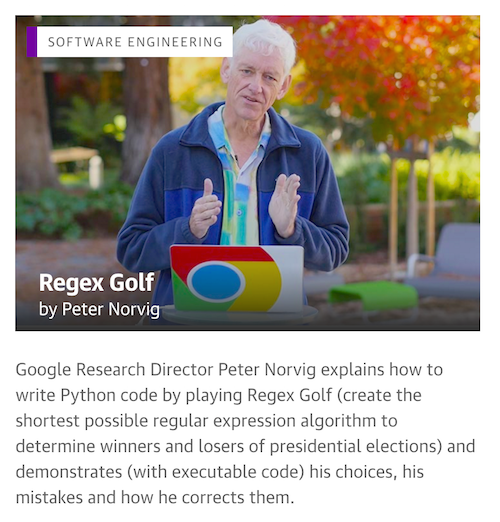 SOFTWARE ENGINEERING
Regex Golf
by Peter Norvig
Google Research Director Peter Norvig explains how to
write Python code by playing Regex Golf (create the
shortest possible regular expression algorithm to
determine winners and losers of presidential elections) and
demonstrates (with executable code) his choices, his
mistakes and how he corrects them.